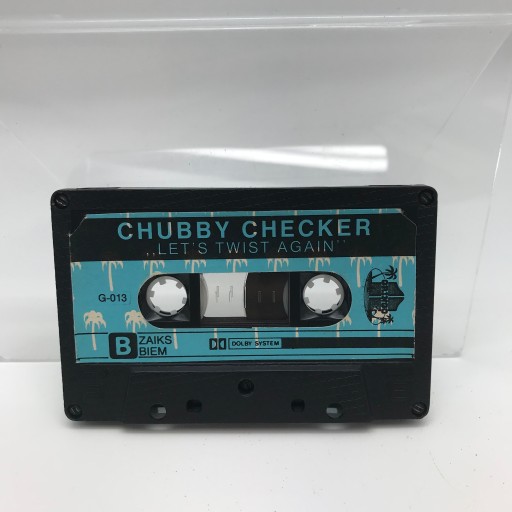 CHUBBY CHECKER
,,LET'S TWIST AGAIN''
G-013
B ZAIKS
BIEM
DOLBY SYSTEM